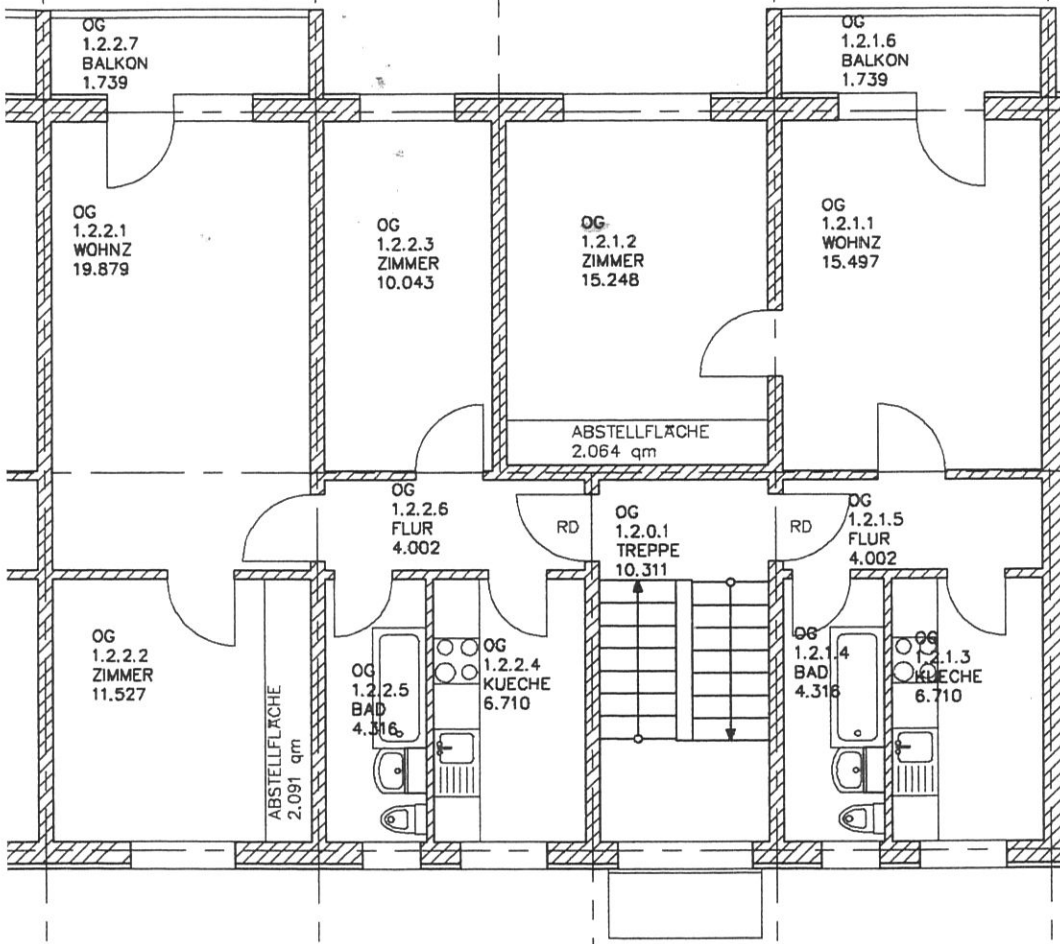 OG
1.2.2.7
BALKON
1.739
OG
1.2.1.6
BALKON
1.739
OG
1.2.2.1
WOHNZ
19.879
OG
1.2.2.3
ZIMMER
10.043
OG
1.2.1.2
ZIMMER
15.248
OG
1.2.1.1
WOHNZ
15.497
ABSTELLFLÄCHE
2.064 qm
OG
1.2.2.6
FLUR
4.002
RD
OG
1.2.0.1
TREPPE
10.311
RD
OG
1.2.1.5
FLUR
4.002
OG
1.2.2.2
ZIMMER
11.527
ABSTELLFLÄCHE
2.091 qm
OG
1.2.2.5
BAD
4.316
OG
1.2.2.4
KUECHE
6.710
OG
1.2.1.4
BAD
4.316
OG
1.2.1.3
KUECHE
6.710